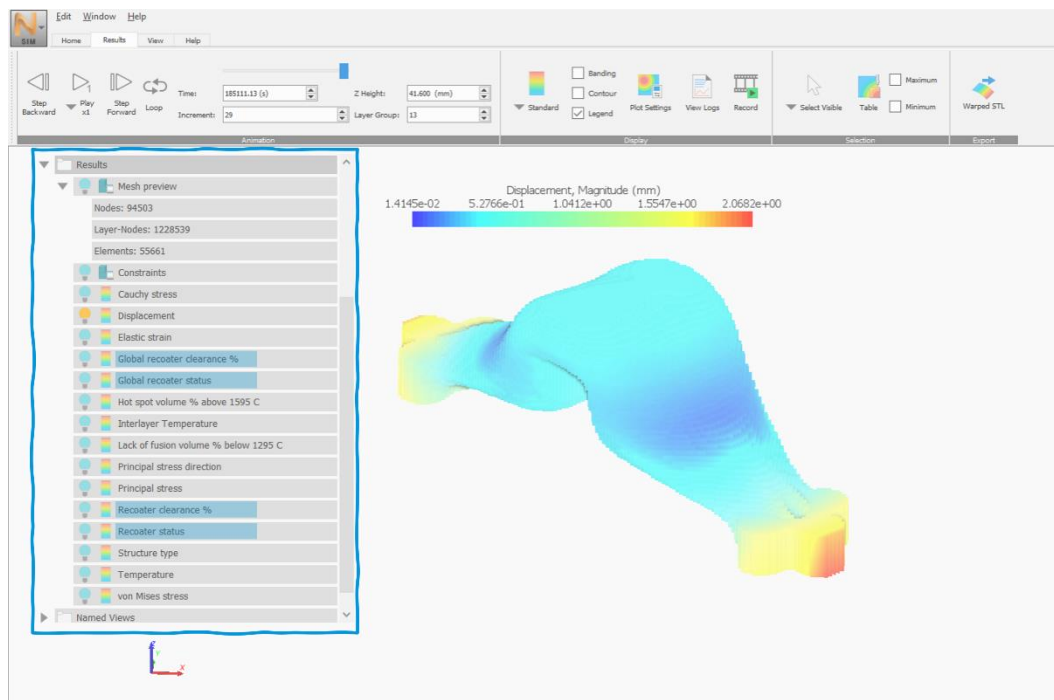 Edit Window Help
SIM Home Results View Help
Step Backward
Play x1
Step Forward
Loop
Time: 185111.13 (s)
Increment: 29
Z Height: 41.600 (mm)
Layer Group: 13
Animation
Standard
Banding
Contour
Legend
Plot Settings
View Logs
Record
Display
Select Visible
Table
Maximum
Minimum
Selection
Warped STL
Export
Results
Mesh preview
Nodes: 94503
Layer-Nodes: 1228539
Elements: 55661
Constraints
Cauchy stress
Displacement
Elastic strain
Global recoater clearance %
Global recoater status
Hot spot volume % above 1595 C
Interlayer Temperature
Lack of fusion volume % below 1295 C
Principal stress direction
Principal stress
Recoater clearance %
Recoater status
Structure type
Temperature
von Mises stress
Named Views
Displacement, Magnitude (mm)
1.4145e-02 5.2766e-01 1.0412e+00 1.5547e+00 2.0682e+00
Z
Y
X